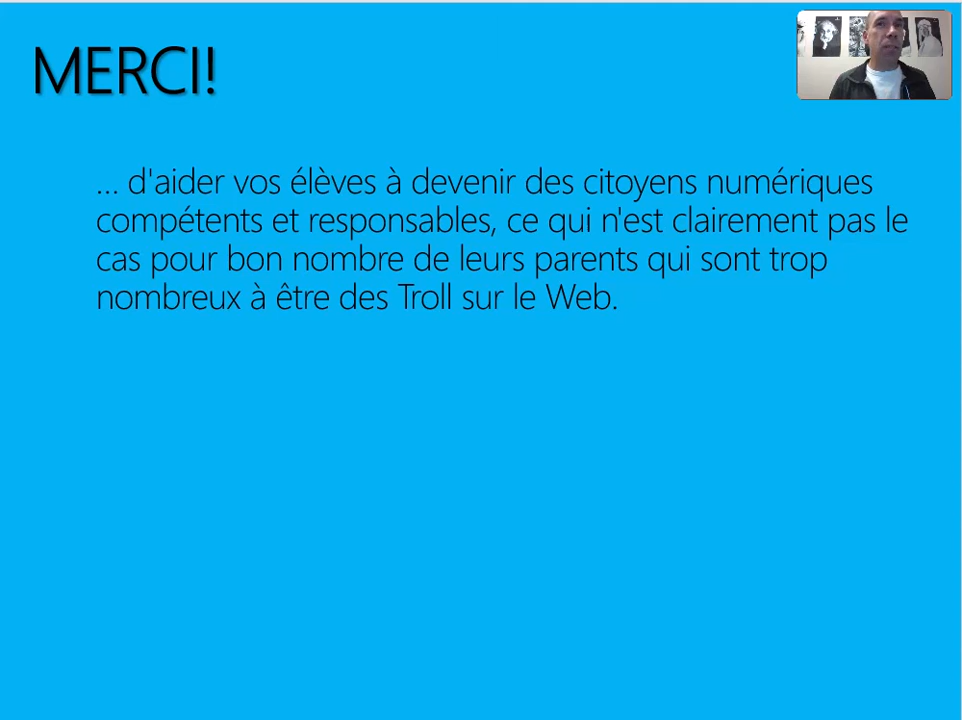 MERCI!
... d'aider vos élèves à devenir des citoyens numériques
compétents et responsables, ce qui n'est clairement pas le
cas pour bon nombre de leurs parents qui sont trop
nombreux à être des Troll sur le Web.